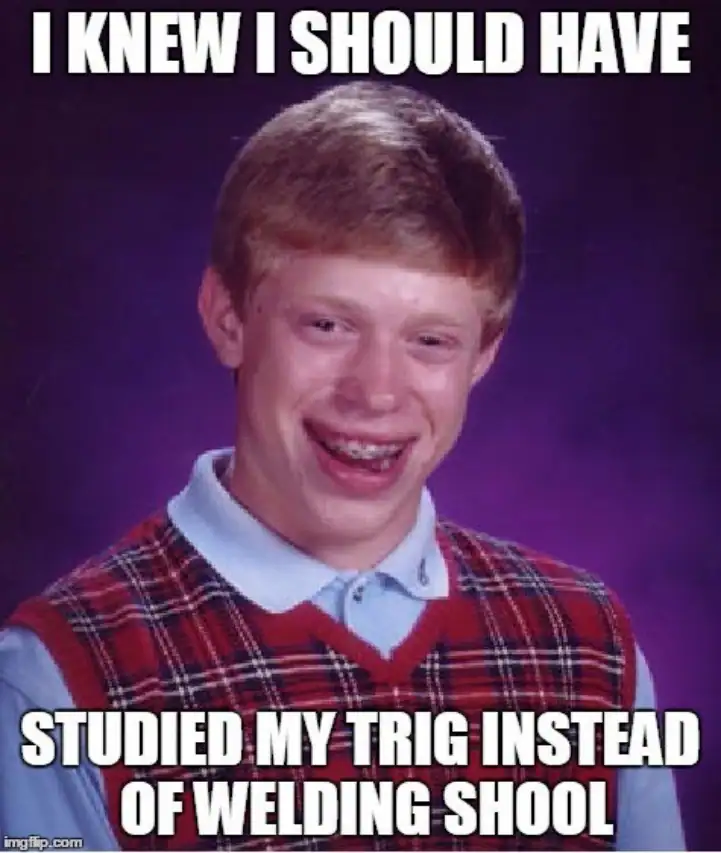 I KNEW I SHOULD HAVE
STUDIED MY TRIG INSTEAD
OF WELDING SHOOL
imgflip.com